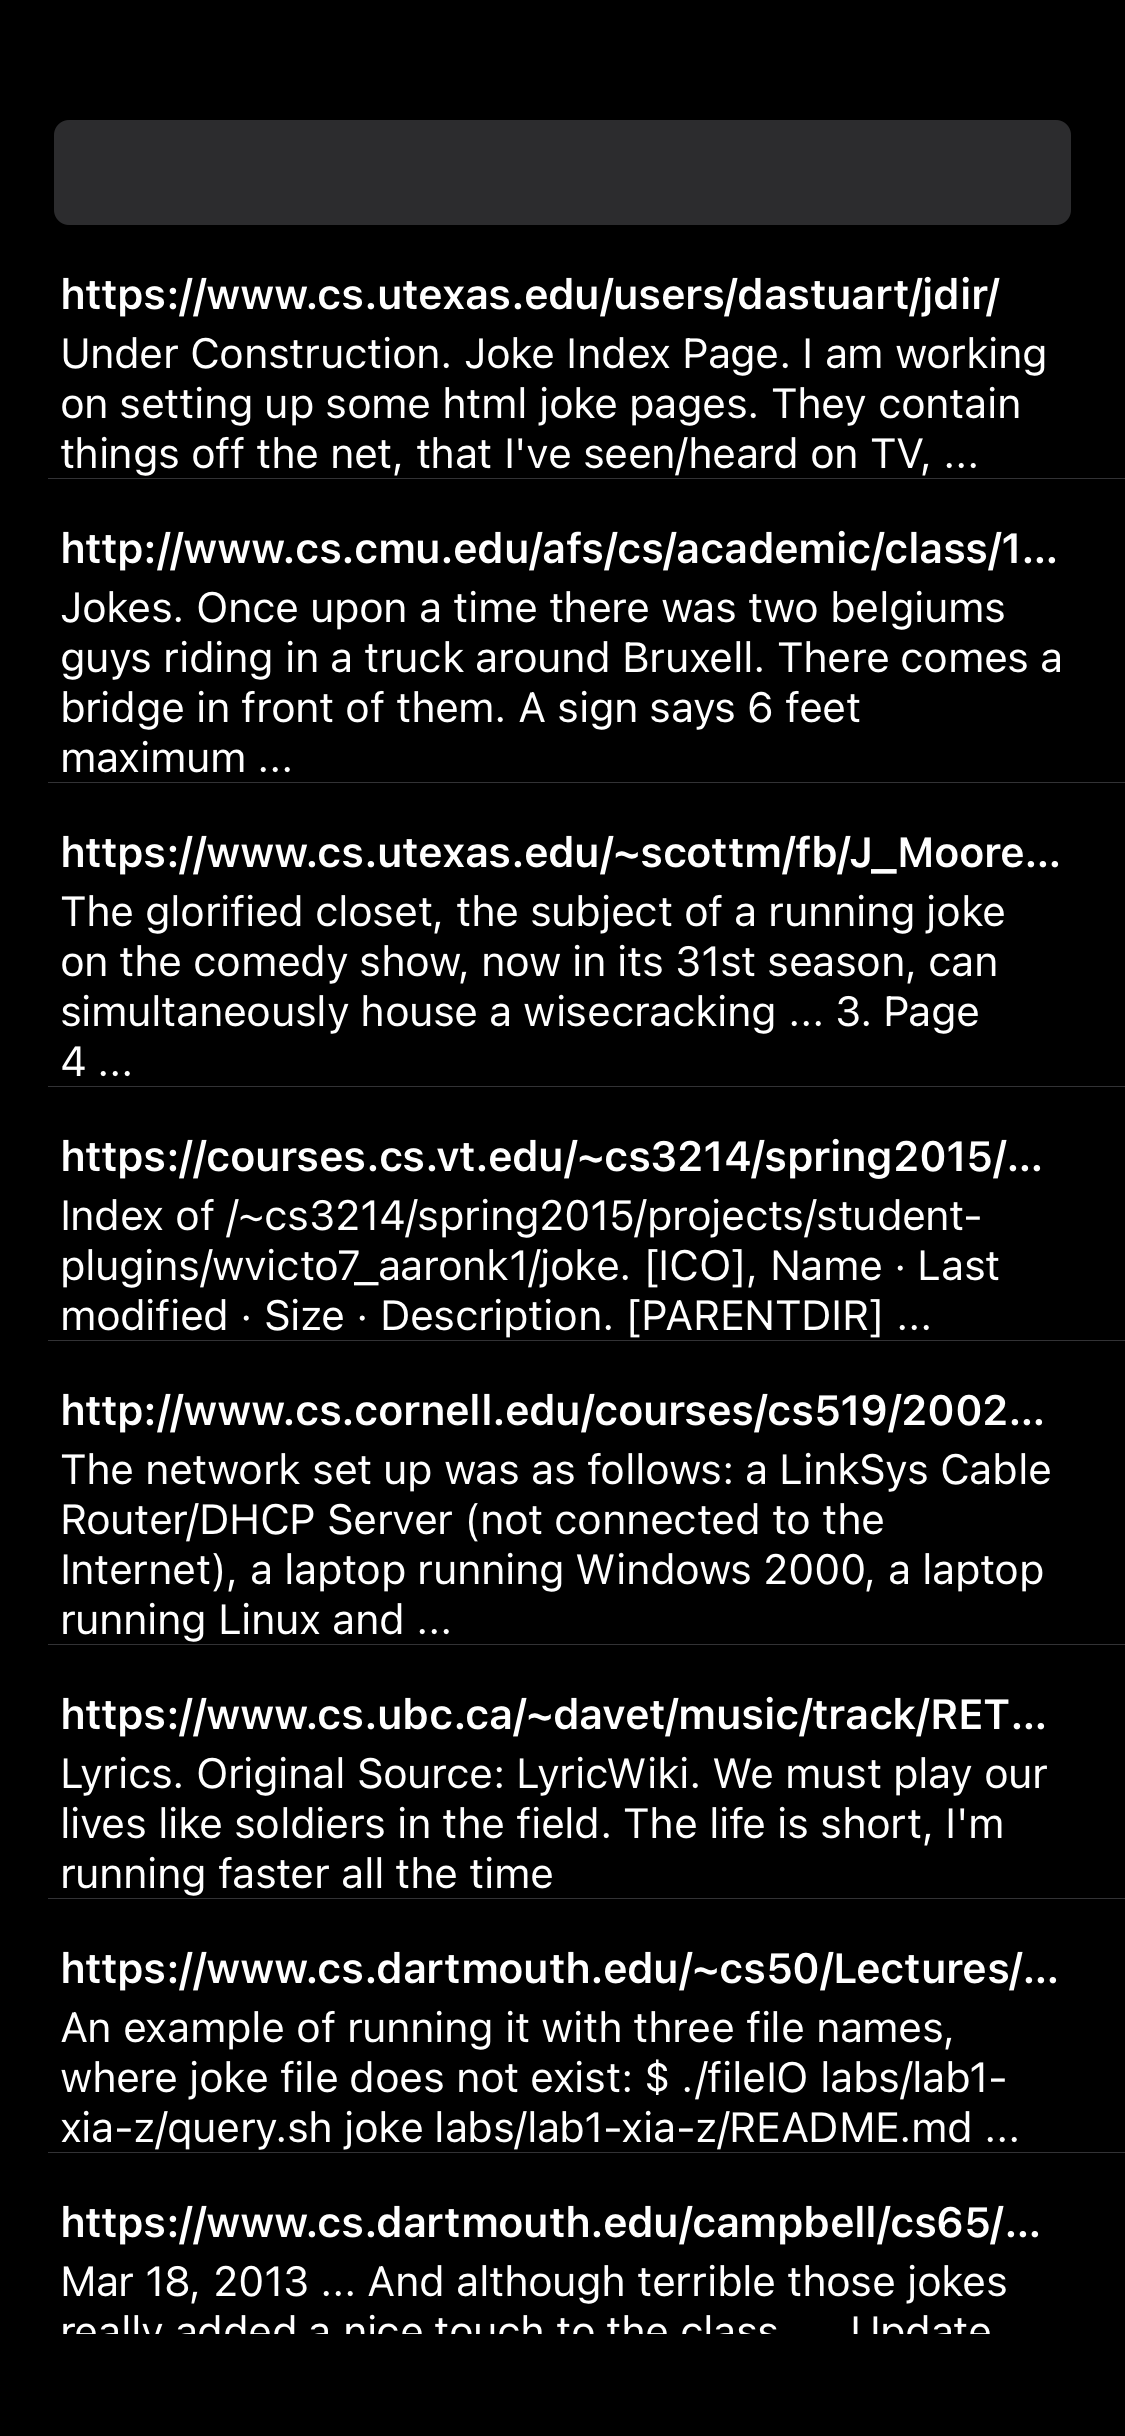 https://www.cs.utexas.edu/users/dastuart/jdir/
Under Construction. Joke Index Page. I am working
on setting up some html joke pages. They contain
things off the net, that I've seen/heard on TV, ...
http://www.cs.cmu.edu/afs/cs/academic/class/1...
Jokes. Once upon a time there was two belgiums
guys riding in a truck around Bruxell. There comes a
bridge in front of them. A sign says 6 feet
maximum ...
https://www.cs.utexas.edu/~scottm/fb/J_Moore...
The glorified closet, the subject of a running joke
on the comedy show, now in its 31st season, can
simultaneously house a wisecracking ... 3. Page
4 ...
https://courses.cs.vt.edu/~cs3214/spring2015/...
Index of /~cs3214/spring2015/projects/student-
plugins/wvicto7_aaronk1/joke. [ICO], Name · Last
modified · Size · Description. [PARENTDIR] ...
http://www.cs.cornell.edu/courses/cs519/2002...
The network set up was as follows: a LinkSys Cable
Router/DHCP Server (not connected to the
Internet), a laptop running Windows 2000, a laptop
running Linux and ...
https://www.cs.ubc.ca/~davet/music/track/RET...
Lyrics. Original Source: LyricWiki. We must play our
lives like soldiers in the field. The life is short, I'm
running faster all the time
https://www.cs.dartmouth.edu/~cs50/Lectures/...
An example of running it with three file names,
where joke file does not exist: $ ./fileIO labs/lab1-
xia-z/query.sh joke labs/lab1-xia-z/README.md ...
https://www.cs.dartmouth.edu/campbell/cs65/...
Mar 18, 2013 ... And although terrible those jokes
really added a nice touch to the class. ... Update